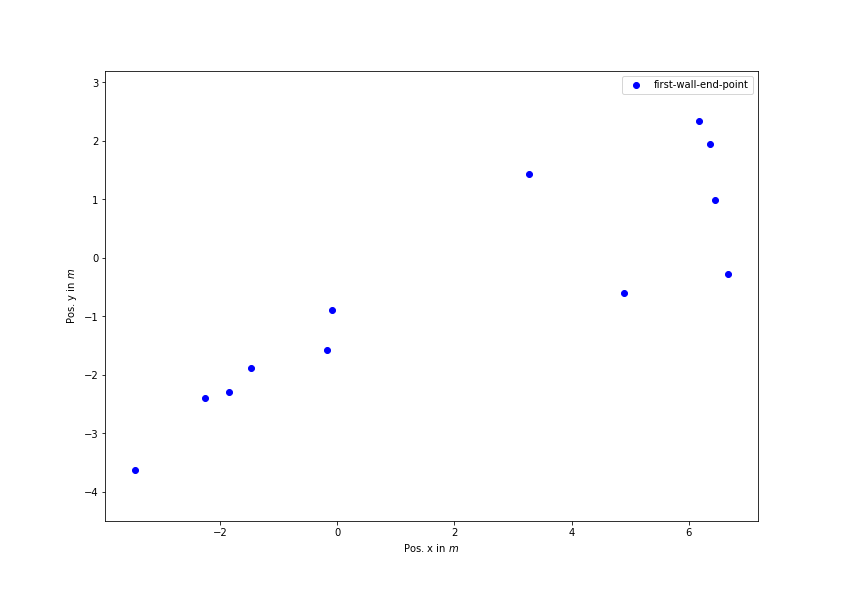 first-wall-end-point
3
2
1
0
−1
−2
−3
−4
Pos. y in m
−2 0 2 4 6
Pos. x in m